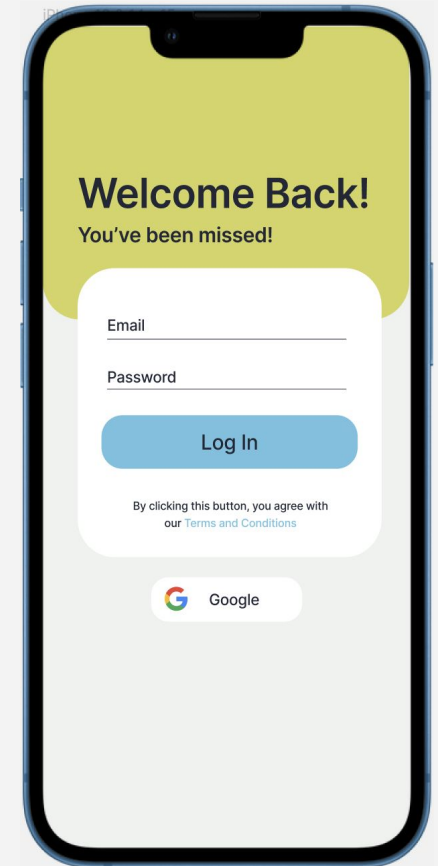 Welcome Back!
You've been missed!
Email
Password
Log In
By clicking this button, you agree with
our Terms and Conditions
Google